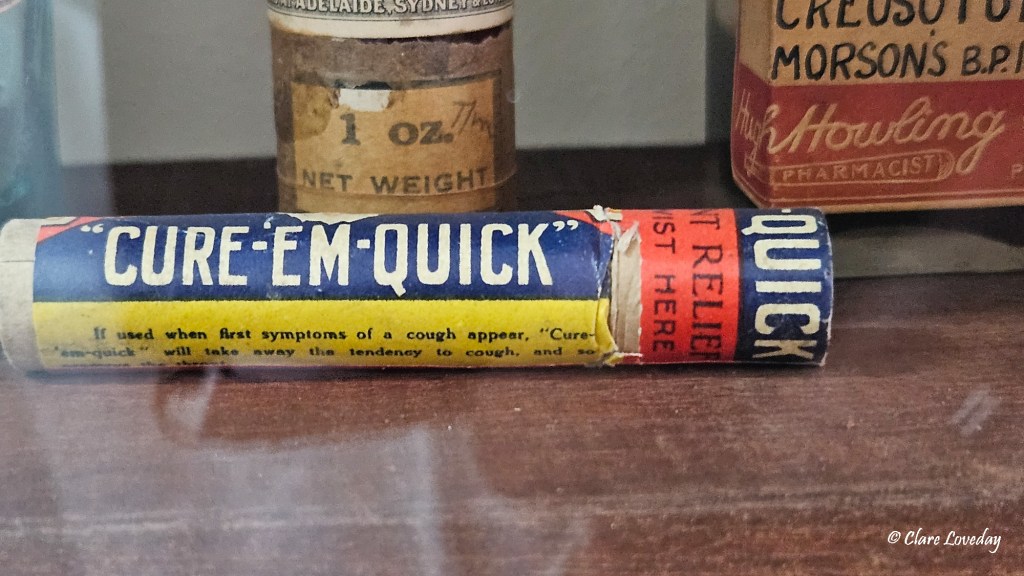 ADELAIDE, SYDNEY &
1 oz.
NET WEIGHT
MORSON'S B.P.
Hugh Howling
PHARMACIST
"CURE-'EM-QUICK"
If used when first symptoms of a cough appear, "Cure-
'em-quick" will take away the tendency to cough, and so
RELIEF
HERE
QUICK
© Clare Loveday